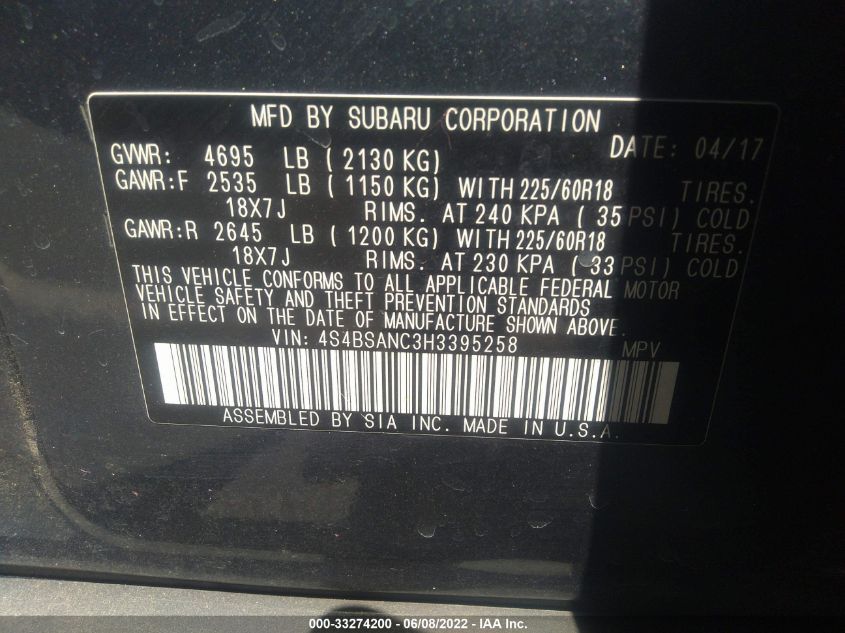 MFD BY SUBARU CORPORATION
DATE: 04/17
GVWR: 4695 LB ( 2130 KG)
GAWR:F 2535 LB ( 1150 KG) WITH 225/60R18 TIRES.
18X7J RIMS. AT 240 KPA ( 35 PSI) COLD
GAWR:R 2645 LB ( 1200 KG) WITH 225/60R18 TIRES.
18X7J RIMS. AT 230 KPA ( 33 PSI) COLD
THIS VEHICLE CONFORMS TO ALL APPLICABLE FEDERAL MOTOR
VEHICLE SAFETY AND THEFT PREVENTION STANDARDS
IN EFFECT ON THE DATE OF MANUFACTURE SHOWN ABOVE.
VIN: 4S4BSANC3H3395258 MPV
ASSEMBLED BY SIA INC. MADE IN U.S.A.
000-33274200 - 06/08/2022 - IAA Inc.